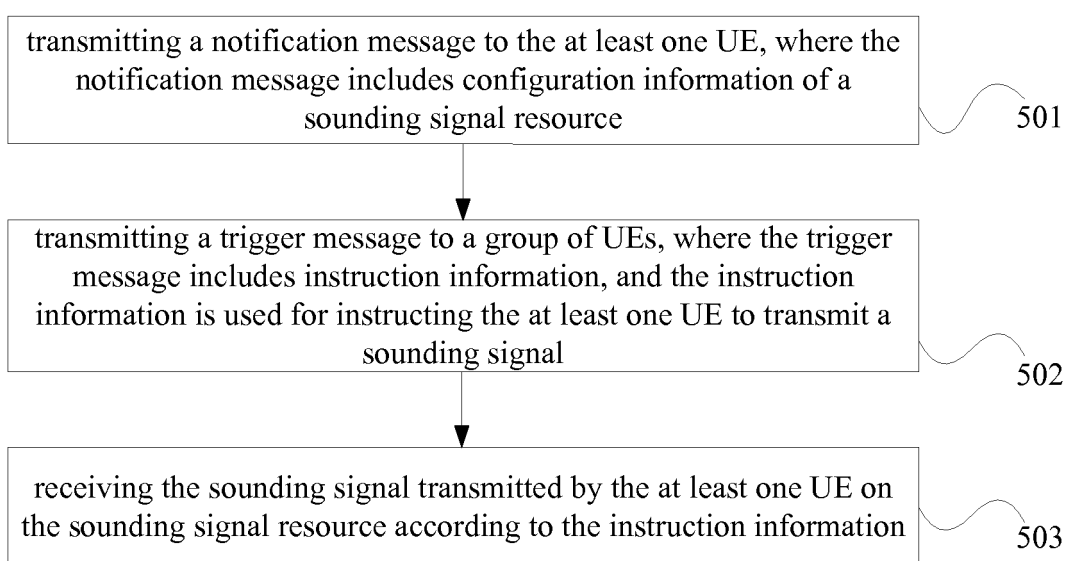 transmitting a notification message to the at least one UE, where the
notification message includes configuration information of a
sounding signal resource
501
transmitting a trigger message to a group of UEs, where the trigger
message includes instruction information, and the instruction
information is used for instructing the at least one UE to transmit a
sounding signal
502
receiving the sounding signal transmitted by the at least one UE on
the sounding signal resource according to the instruction information
503